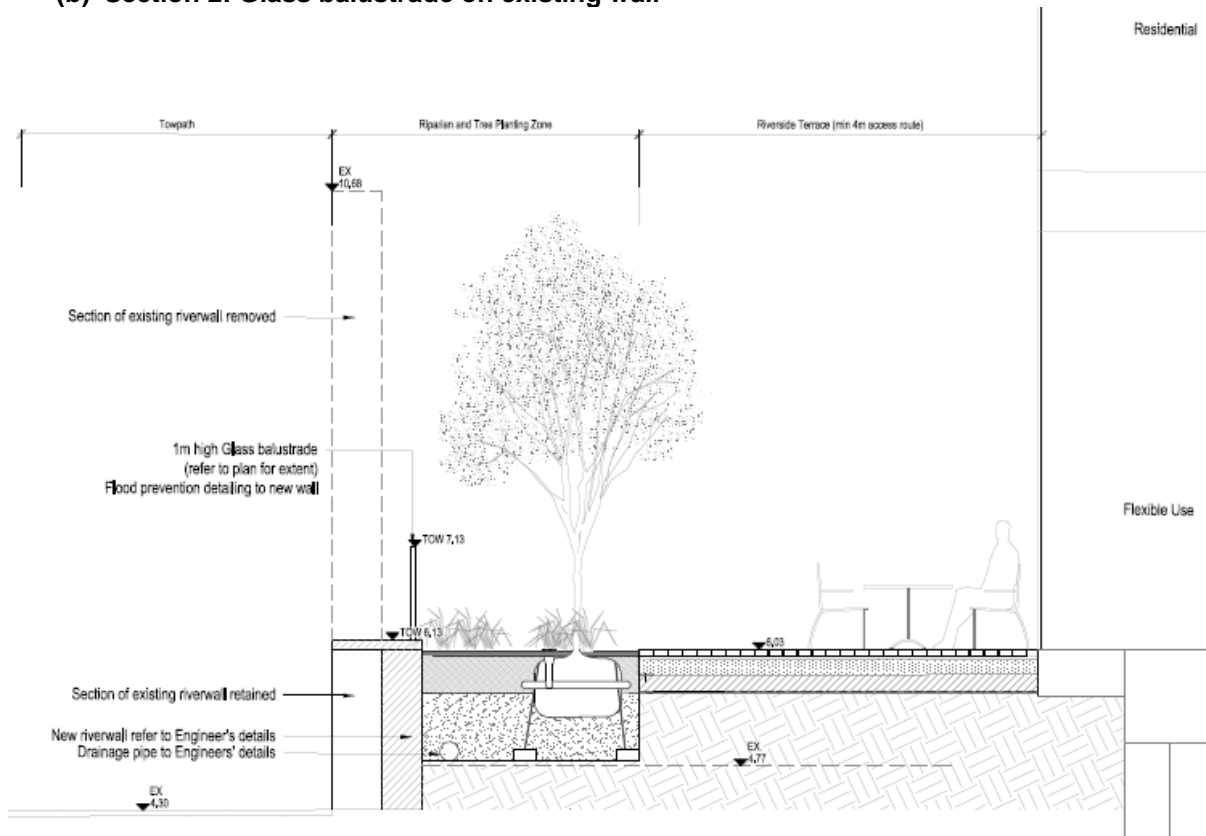 (b) Section 2: Glass balustrade on existing wall
Residential
Towpath
Riparian and Tree Planting Zone
Riverside Terrace (min 4m access route)
EX
10.68
Section of existing riverwall removed
1m high Glass balustrade
(refer to plan for extent)
Flood prevention detailing to new wall
Flexible Use
TOW 7.13
TOW 6.13
6.03
Section of existing riverwall retained
New riverwall refer to Engineer's details
Drainage pipe to Engineers' details
EX
4.77
EX
4.30